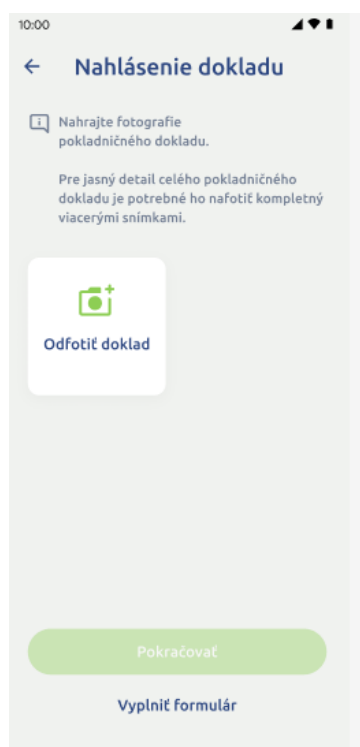 10:00
Nahlásenie dokladu
Nahrajte fotografie
pokladničného dokladu.
Pre jasný detail celého pokladničného
dokladu je potrebné ho nafotiť kompletný
viacerými snímkami.
Odfotiť doklad
Pokračovať
Vyplniť formulár